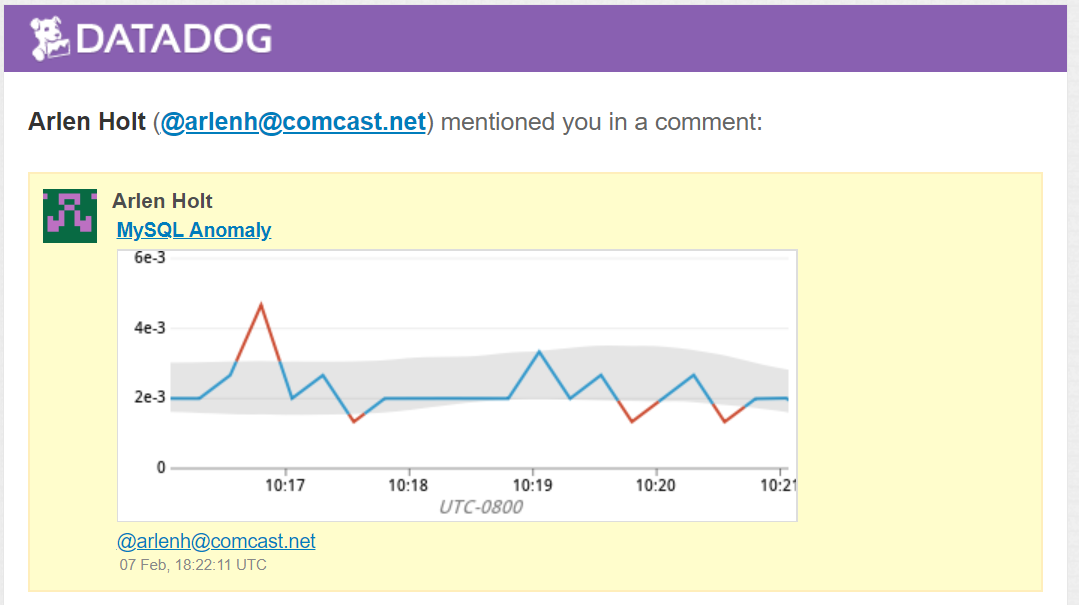 DATADOG
Arlen Holt (@arlenh@comcast.net) mentioned you in a comment:
Arlen Holt
MySQL Anomaly
6e-3
4e-3
2e-3
0
10:17 10:18 10:19 10:20 10:21
UTC-0800
@arlenh@comcast.net
07 Feb, 18:22:11 UTC